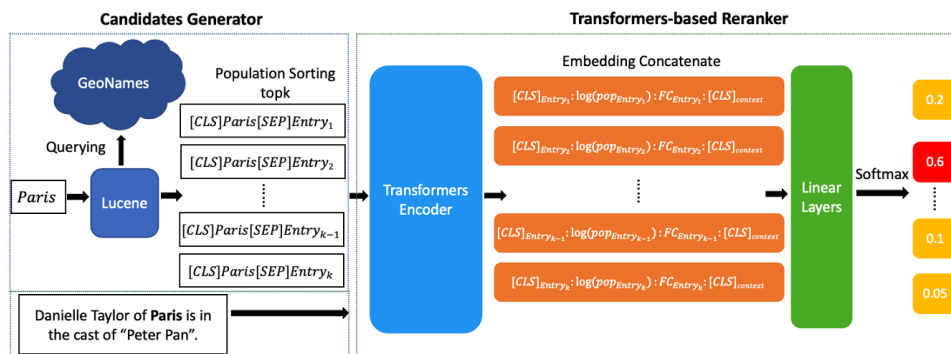 Candidates Generator
Transformers-based Reranker
GeoNames
Population Sorting
topk
[CLS]Paris[SEP]Entry₁
[CLS]Paris[SEP]Entry₂
[CLS]Paris[SEP]Entryₖ₋₁
[CLS]Paris[SEP]Entryₖ
Querying
Paris
Lucene
Danielle Taylor of Paris is in
the cast of “Peter Pan”.
Transformers
Encoder
Embedding Concatenate
[CLS]Entry₁: log(popEntry₁): FCEntry₁: [CLS]context
[CLS]Entry₂: log(popEntry₂): FCEntry₂: [CLS]context
[CLS]Entryₖ₋₁: log(popEntryₖ₋₁): FCEntryₖ₋₁: [CLS]context
[CLS]Entryₖ: log(popEntryₖ): FCEntryₖ: [CLS]context
Linear
Layers
Softmax
0.2
0.6
0.1
0.05